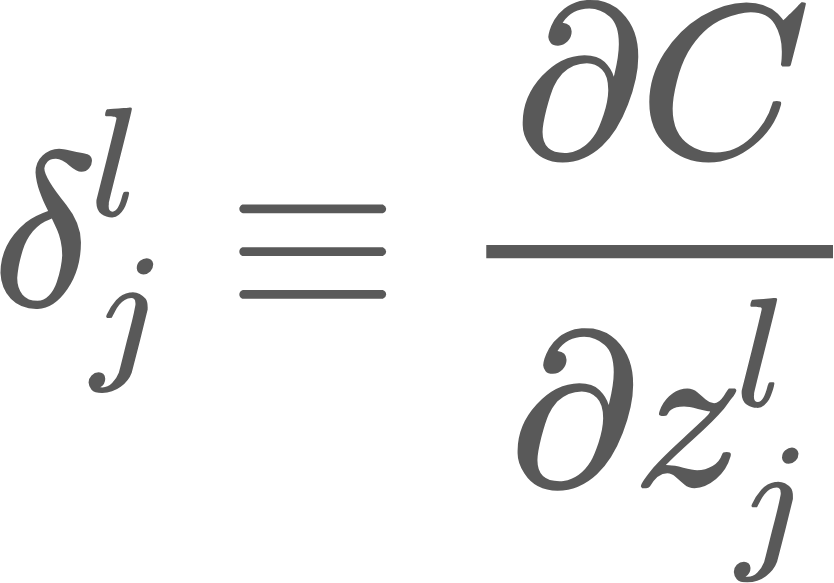 δ^l_j ≡ ∂C / ∂z^l_j